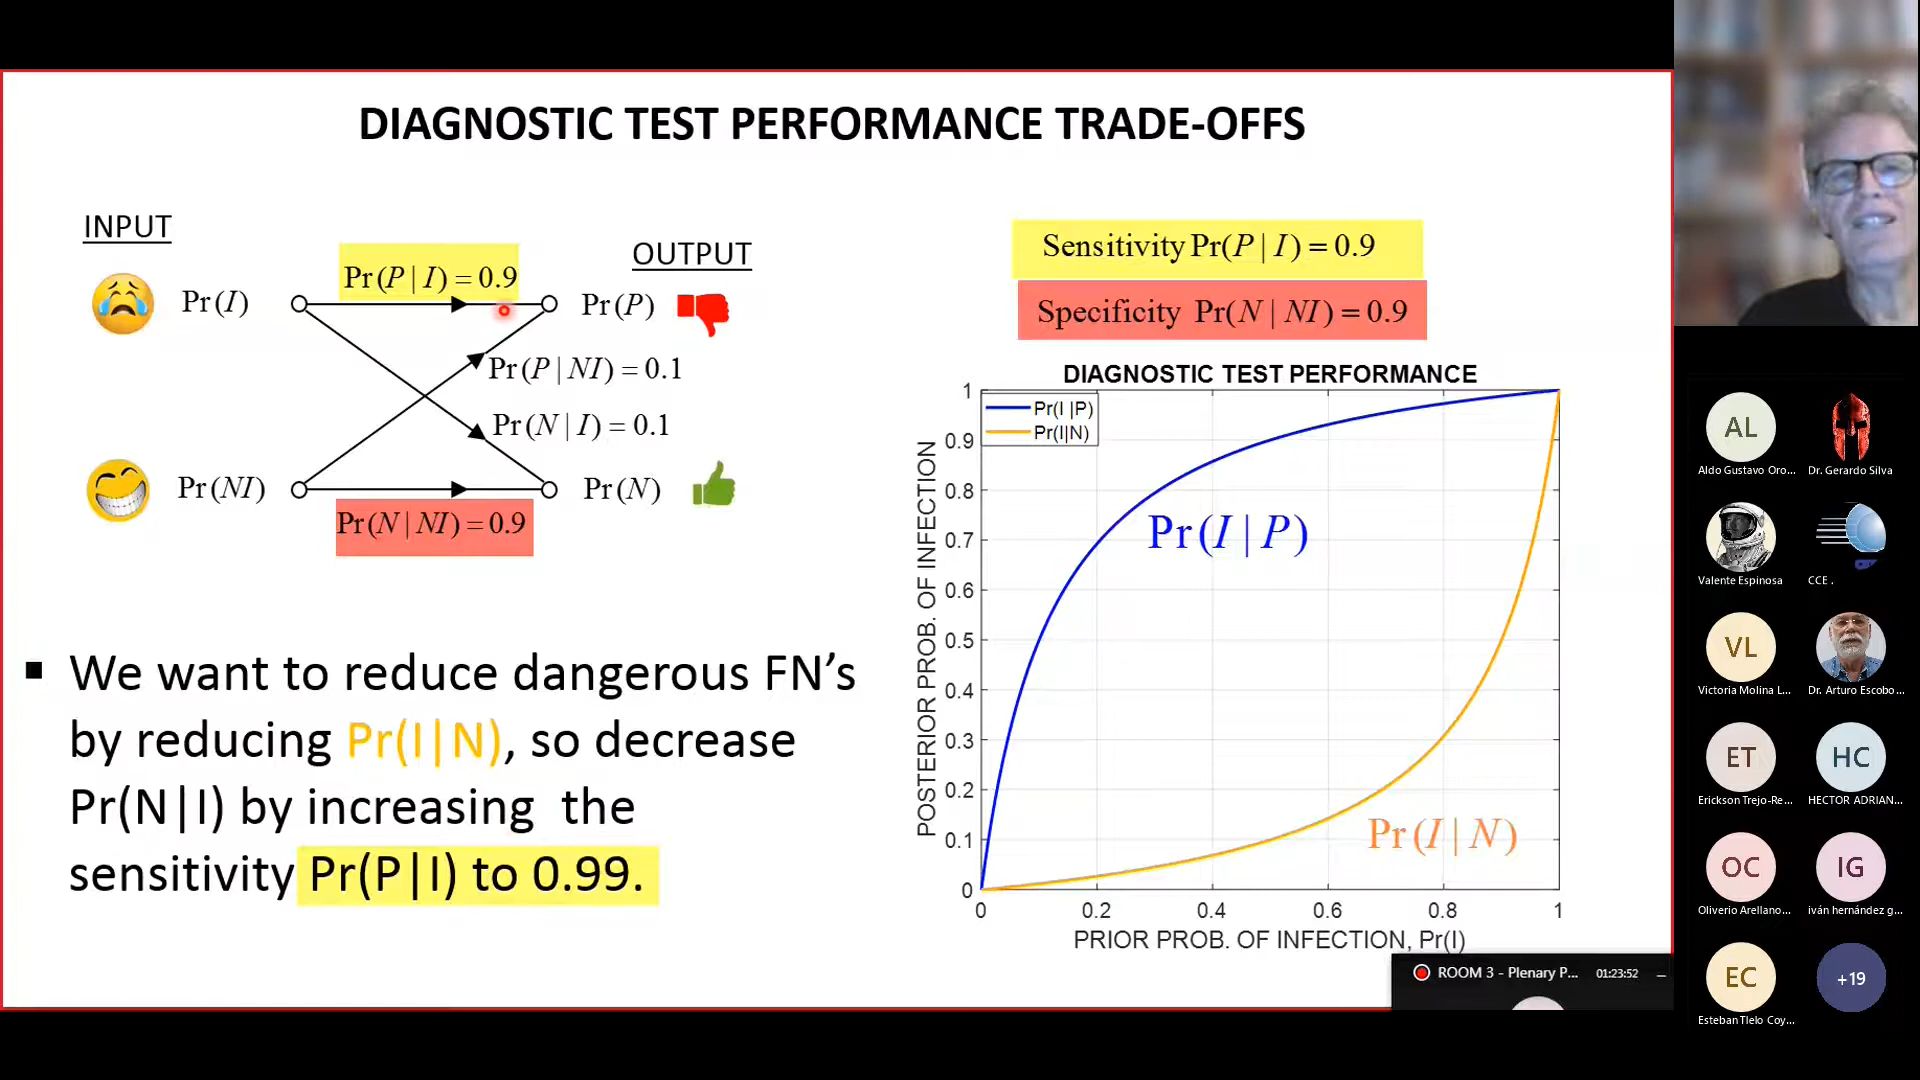 DIAGNOSTIC TEST PERFORMANCE TRADE-OFFS
INPUT
OUTPUT
Pr(P | I) = 0.9
Pr(I)
Pr(P)
Pr(P | NI) = 0.1
Pr(N | I) = 0.1
Pr(NI)
Pr(N)
Pr(N | NI) = 0.9
Sensitivity Pr(P | I) = 0.9
Specificity Pr(N | NI) = 0.9
▪ We want to reduce dangerous FN’s
by reducing Pr(I|N), so decrease
Pr(N|I) by increasing the
sensitivity Pr(P|I) to 0.99.
DIAGNOSTIC TEST PERFORMANCE
Pr(I |P)
Pr(I|N)
POSTERIOR PROB. OF INFECTION
1
0.9
0.8
0.7
0.6
0.5
0.4
0.3
0.2
0.1
0
Pr(I | P)
Pr(I | N)
0 0.2 0.4 0.6 0.8 1
PRIOR PROB. OF INFECTION, Pr(I)
ROOM 3 - Plenary P... 01:23:52
AL
Aldo Gustavo Oro... Dr. Gerardo Silva
Valente Espinosa CCE .
VL
Victoria Molina L... Dr. Arturo Escobo...
ET HC
Erickson Trejo-Re... HECTOR ADRIAN...
OC IG
Oliverio Arellano... iván hernández g...
EC +19
Esteban Tlelo Coy...